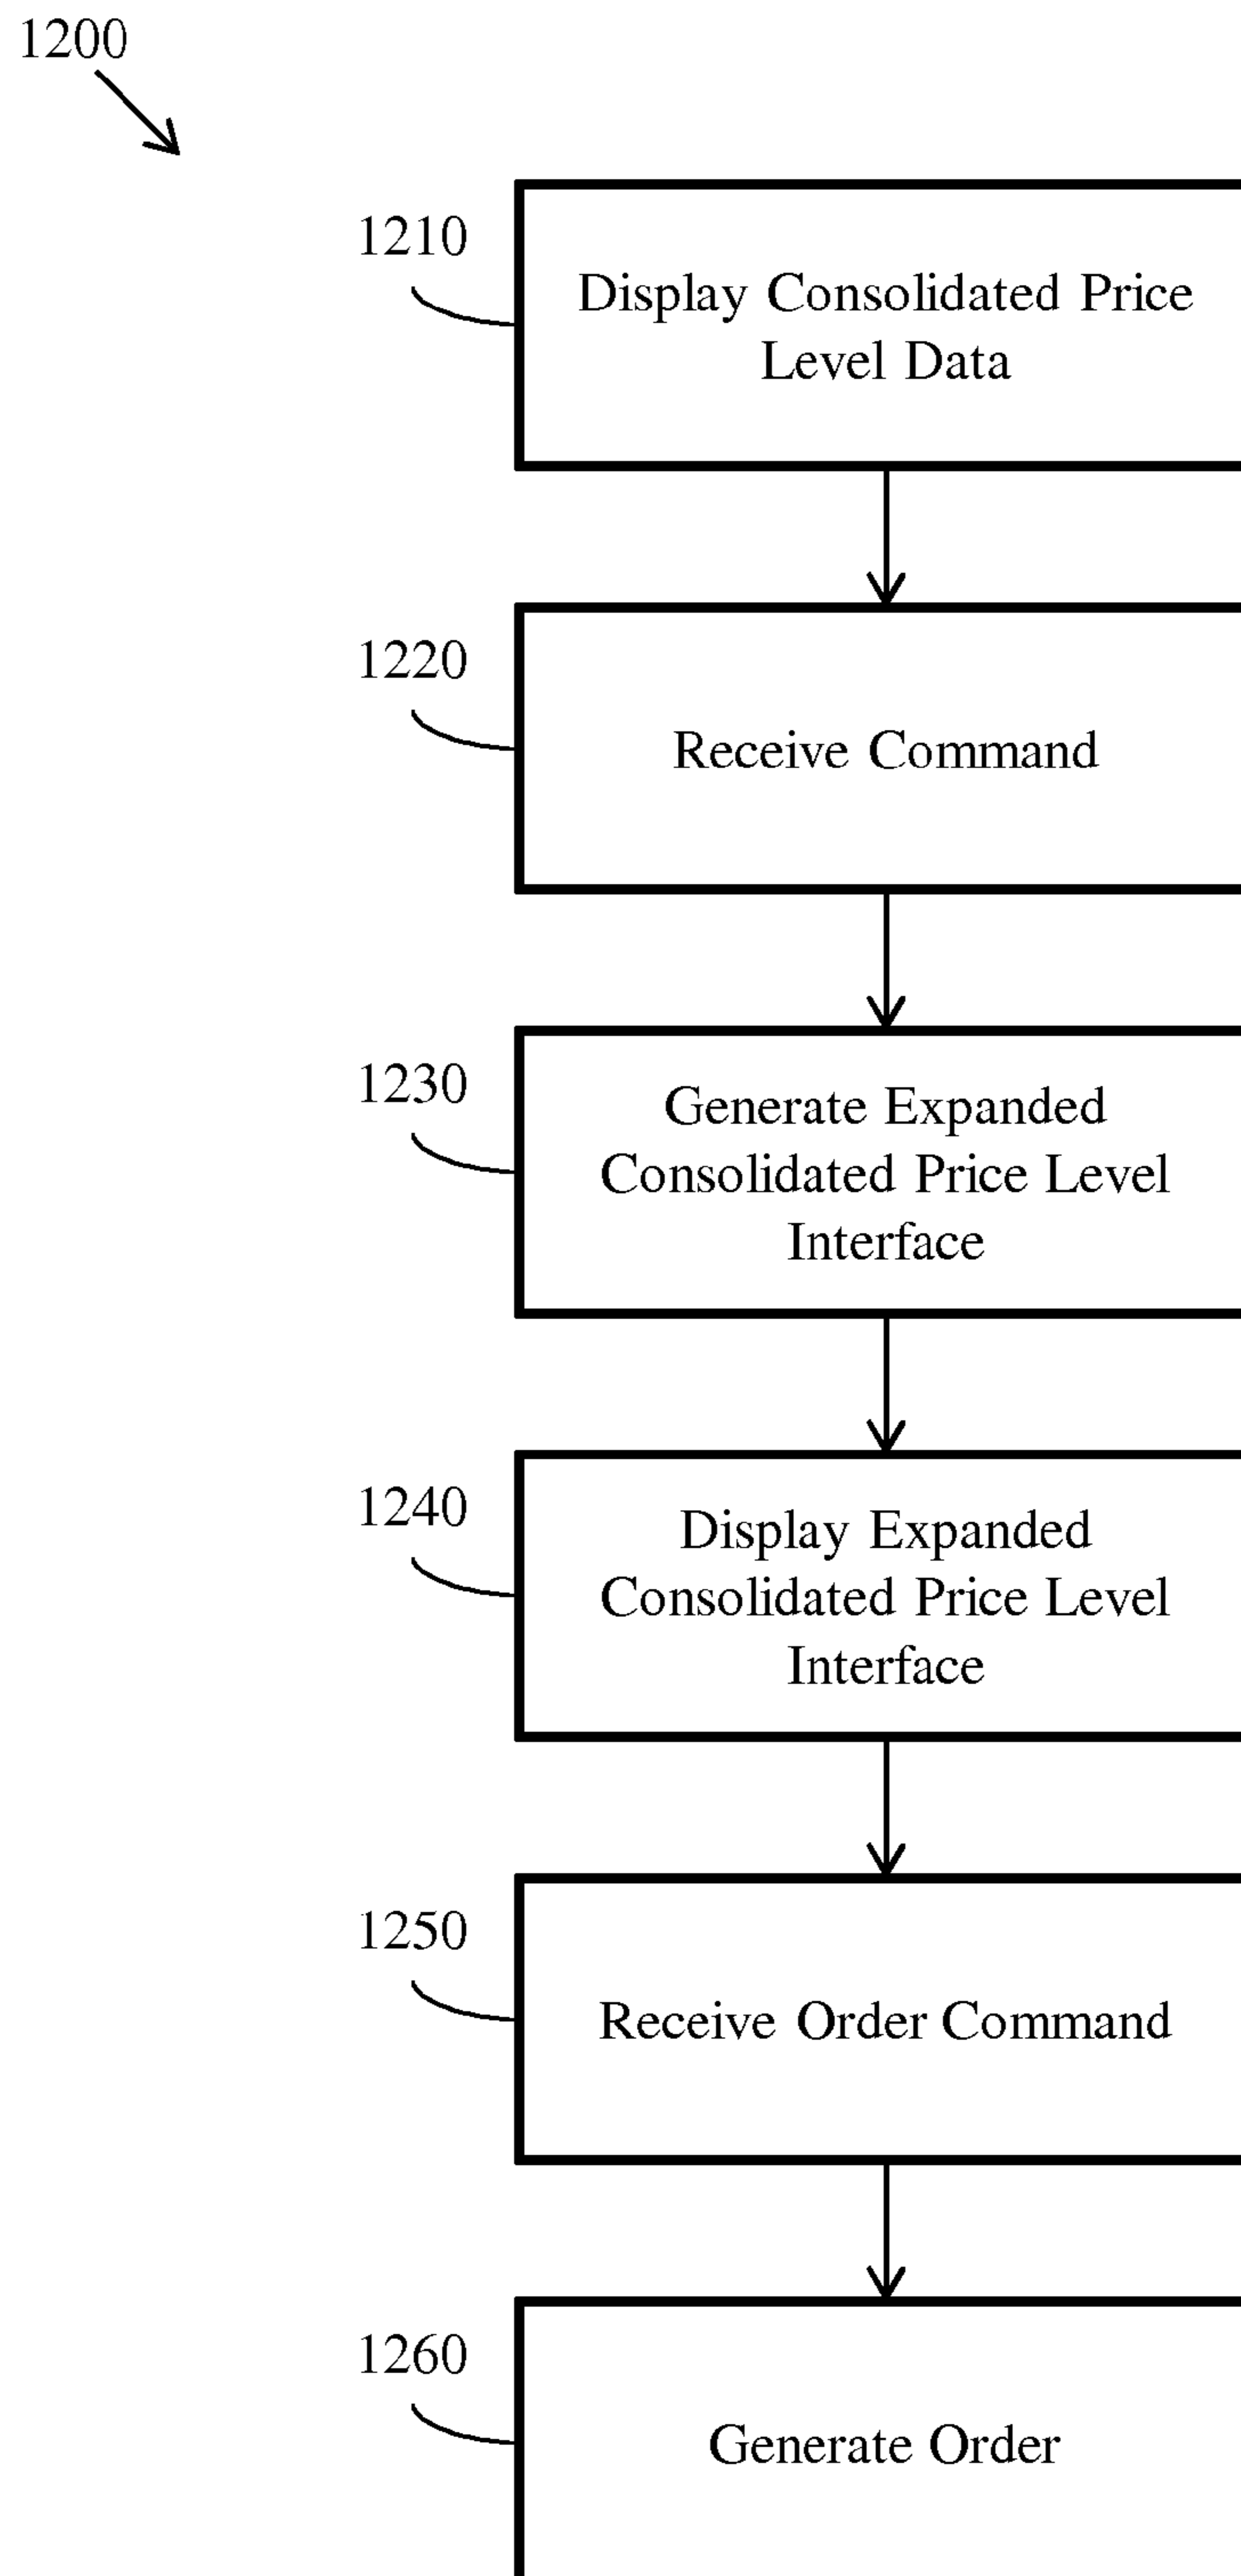 1200
1210
Display Consolidated Price
Level Data
1220
Receive Command
1230
Generate Expanded
Consolidated Price Level
Interface
1240
Display Expanded
Consolidated Price Level
Interface
1250
Receive Order Command
1260
Generate Order